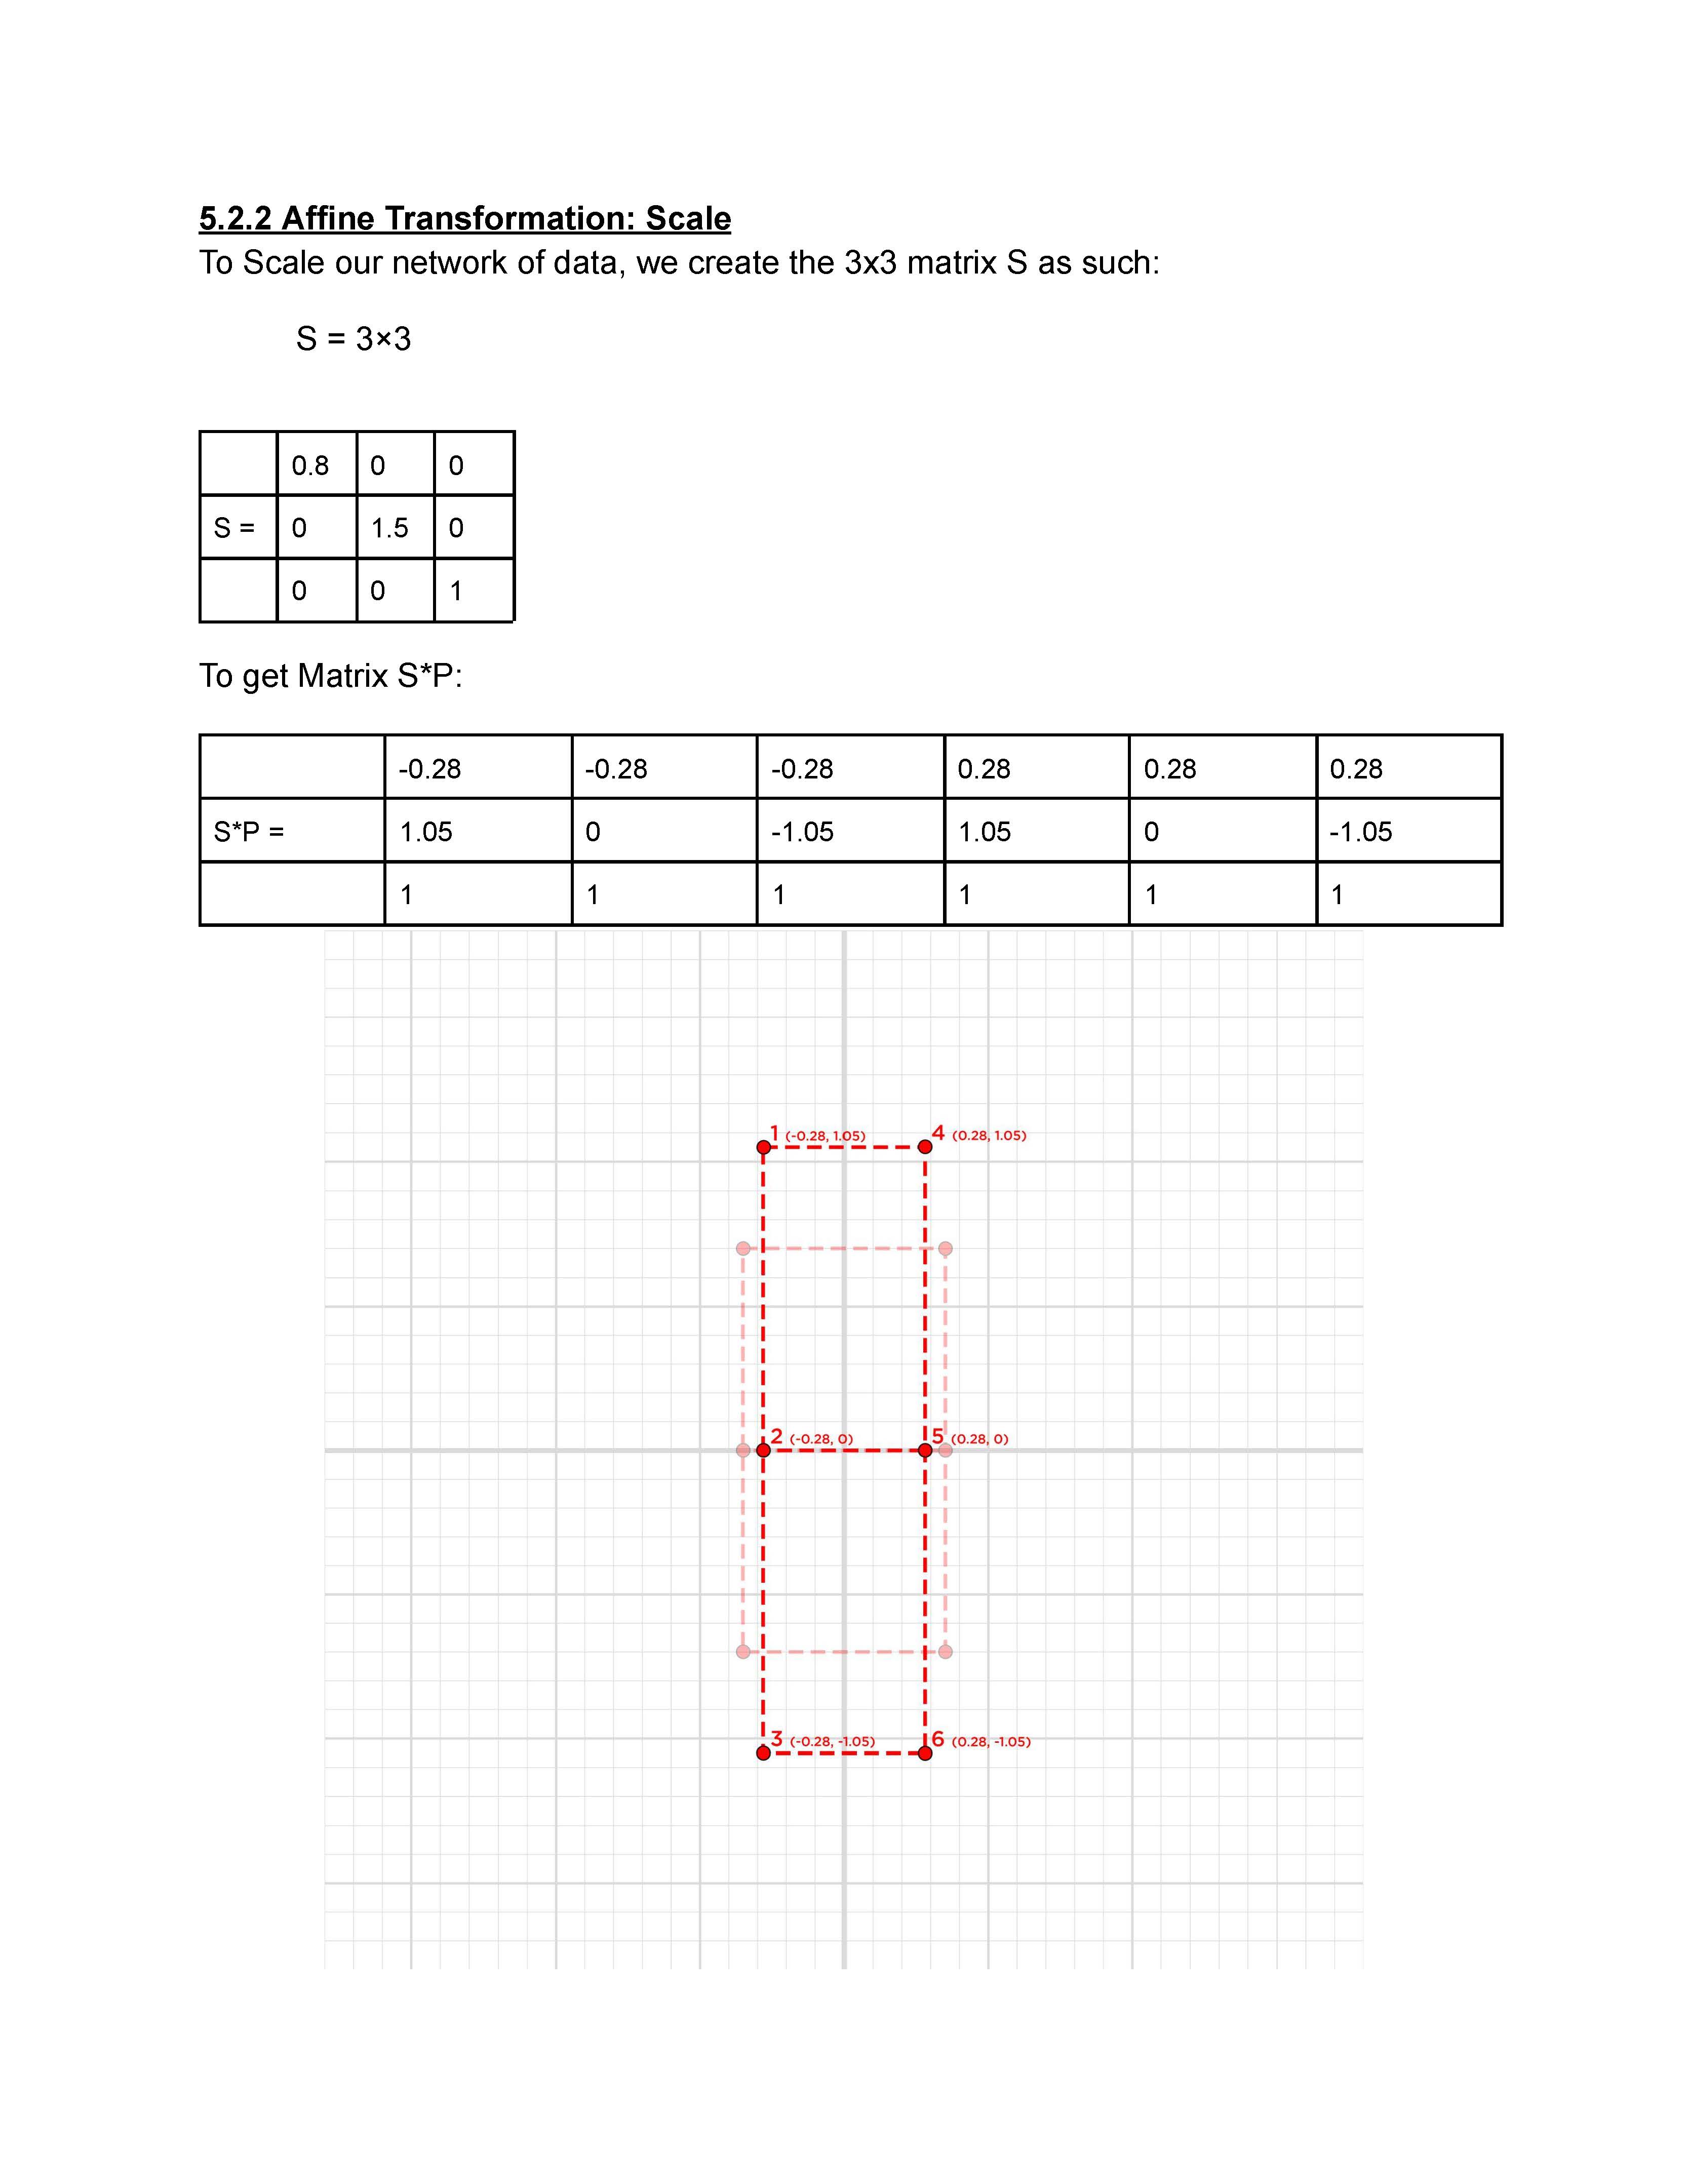 5.2.2 Affine Transformation: Scale
To Scale our network of data, we create the 3x3 matrix S as such:
S = 3×3
0.8 0 0
S = 0 1.5 0
0 0 1
To get Matrix S*P:
-0.28 -0.28 -0.28 0.28 0.28 0.28
S*P = 1.05 0 -1.05 1.05 0 -1.05
1 1 1 1 1 1
1 (-0.28, 1.05) 4 (0.28, 1.05)
2 (-0.28, 0) 5 (0.28, 0)
3 (-0.28, -1.05) 6 (0.28, -1.05)